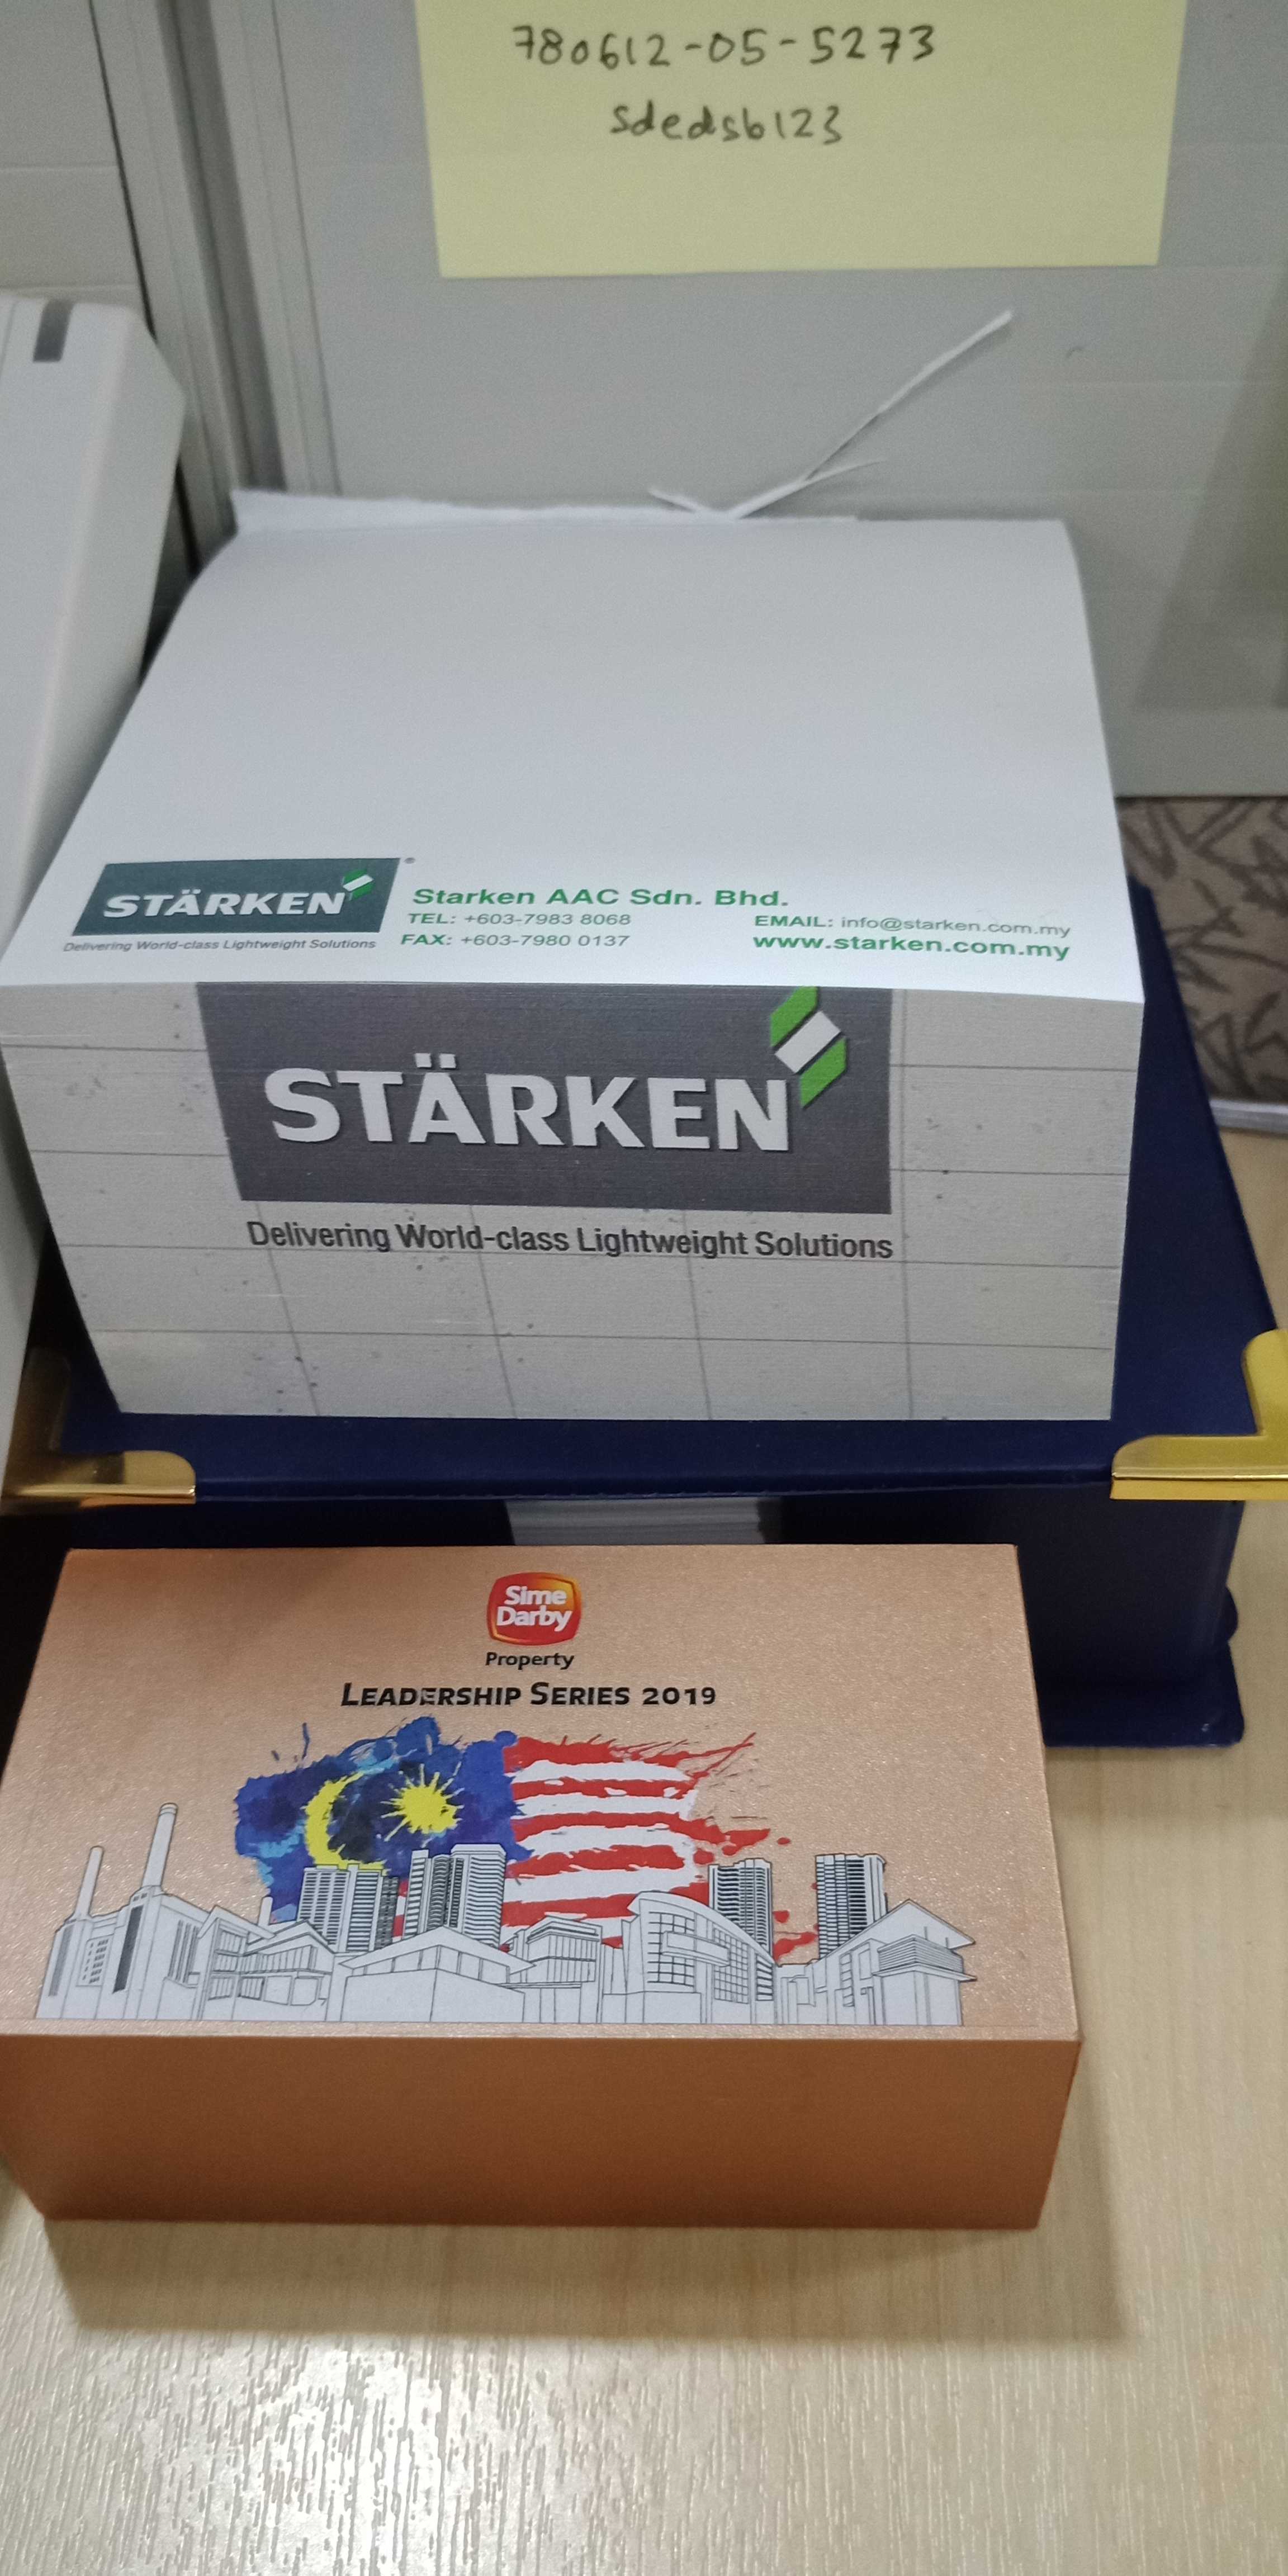 780612-05-5273
sdedsb123
STÄRKEN
Delivering World-class Lightweight Solutions
Starken AAC Sdn. Bhd.
TEL: +603-7983 8068
FAX: +603-7980 0137
EMAIL: info@starken.com.my
www.starken.com.my
STÄRKEN
Delivering World-class Lightweight Solutions
Sime
Darby
Property
LEADERSHIP SERIES 2019